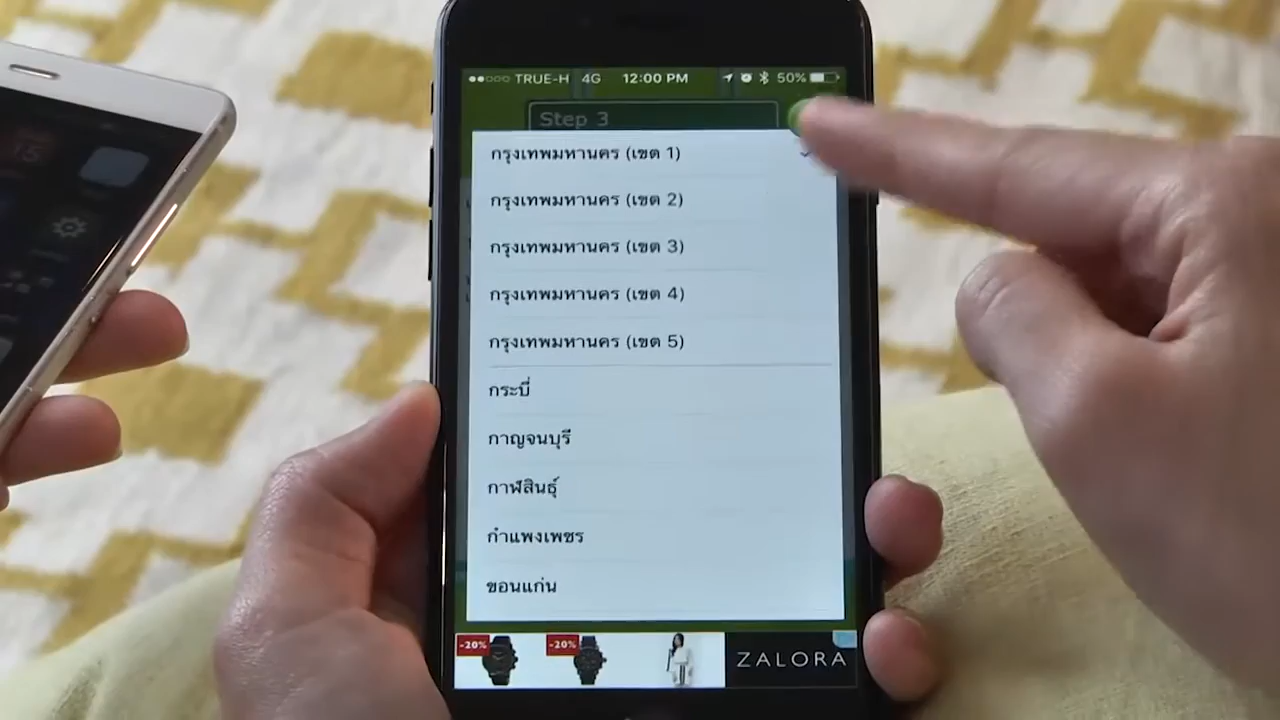 TRUE-H 4G 12:00 PM 50%
Step 3
กรุงเทพมหานคร (เขต 1)
กรุงเทพมหานคร (เขต 2)
กรุงเทพมหานคร (เขต 3)
กรุงเทพมหานคร (เขต 4)
กรุงเทพมหานคร (เขต 5)
กระบี่
กาญจนบุรี
กาฬสินธุ์
กำแพงเพชร
ขอนแก่น
-20% -20% ZALORA